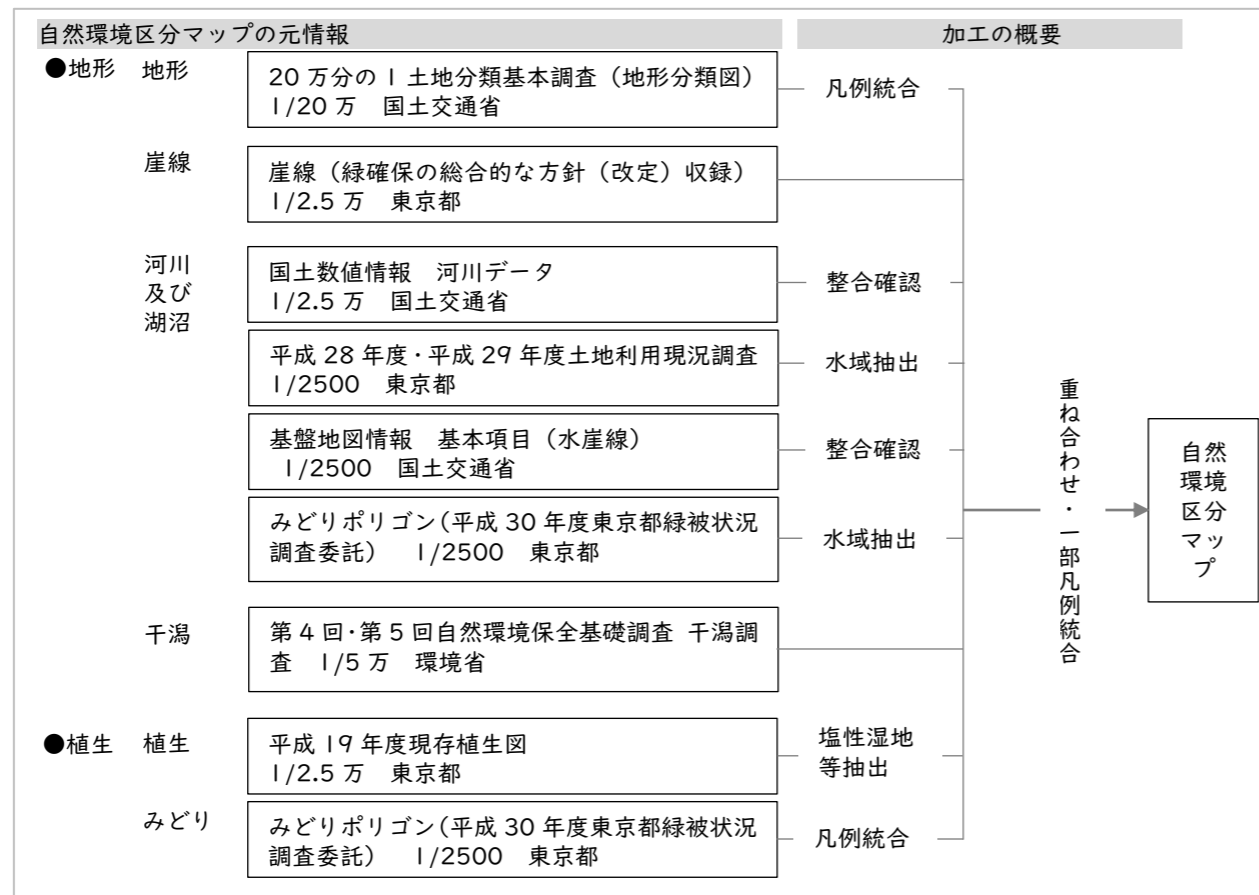 自然環境区分マップの元情報
加工の概要
●地形 地形
20万分の1土地分類基本調査（地形分類図）
1/20万 国土交通省
凡例統合
崖線
崖線（緑確保の総合的な方針（改定）収録）
1/2.5万 東京都
河川
及び
湖沼
国土数値情報 河川データ
1/2.5万 国土交通省
整合確認
平成28年度・平成29年度土地利用現況調査
1/2500 東京都
水域抽出
基盤地図情報 基本項目（水崖線）
1/2500 国土交通省
整合確認
みどりポリゴン（平成30年度東京都緑被状況
調査委託） 1/2500 東京都
水域抽出
干潟
第4回・第5回自然環境保全基礎調査 干潟調
査 1/5万 環境省
●植生 植生
平成19年度現存植生図
1/2.5万 東京都
塩性湿地
等抽出
みどり
みどりポリゴン（平成30年度東京都緑被状況
調査委託） 1/2500 東京都
凡例統合
重ね合わせ・一部凡例統合
自然
環境
区分
マッ
プ